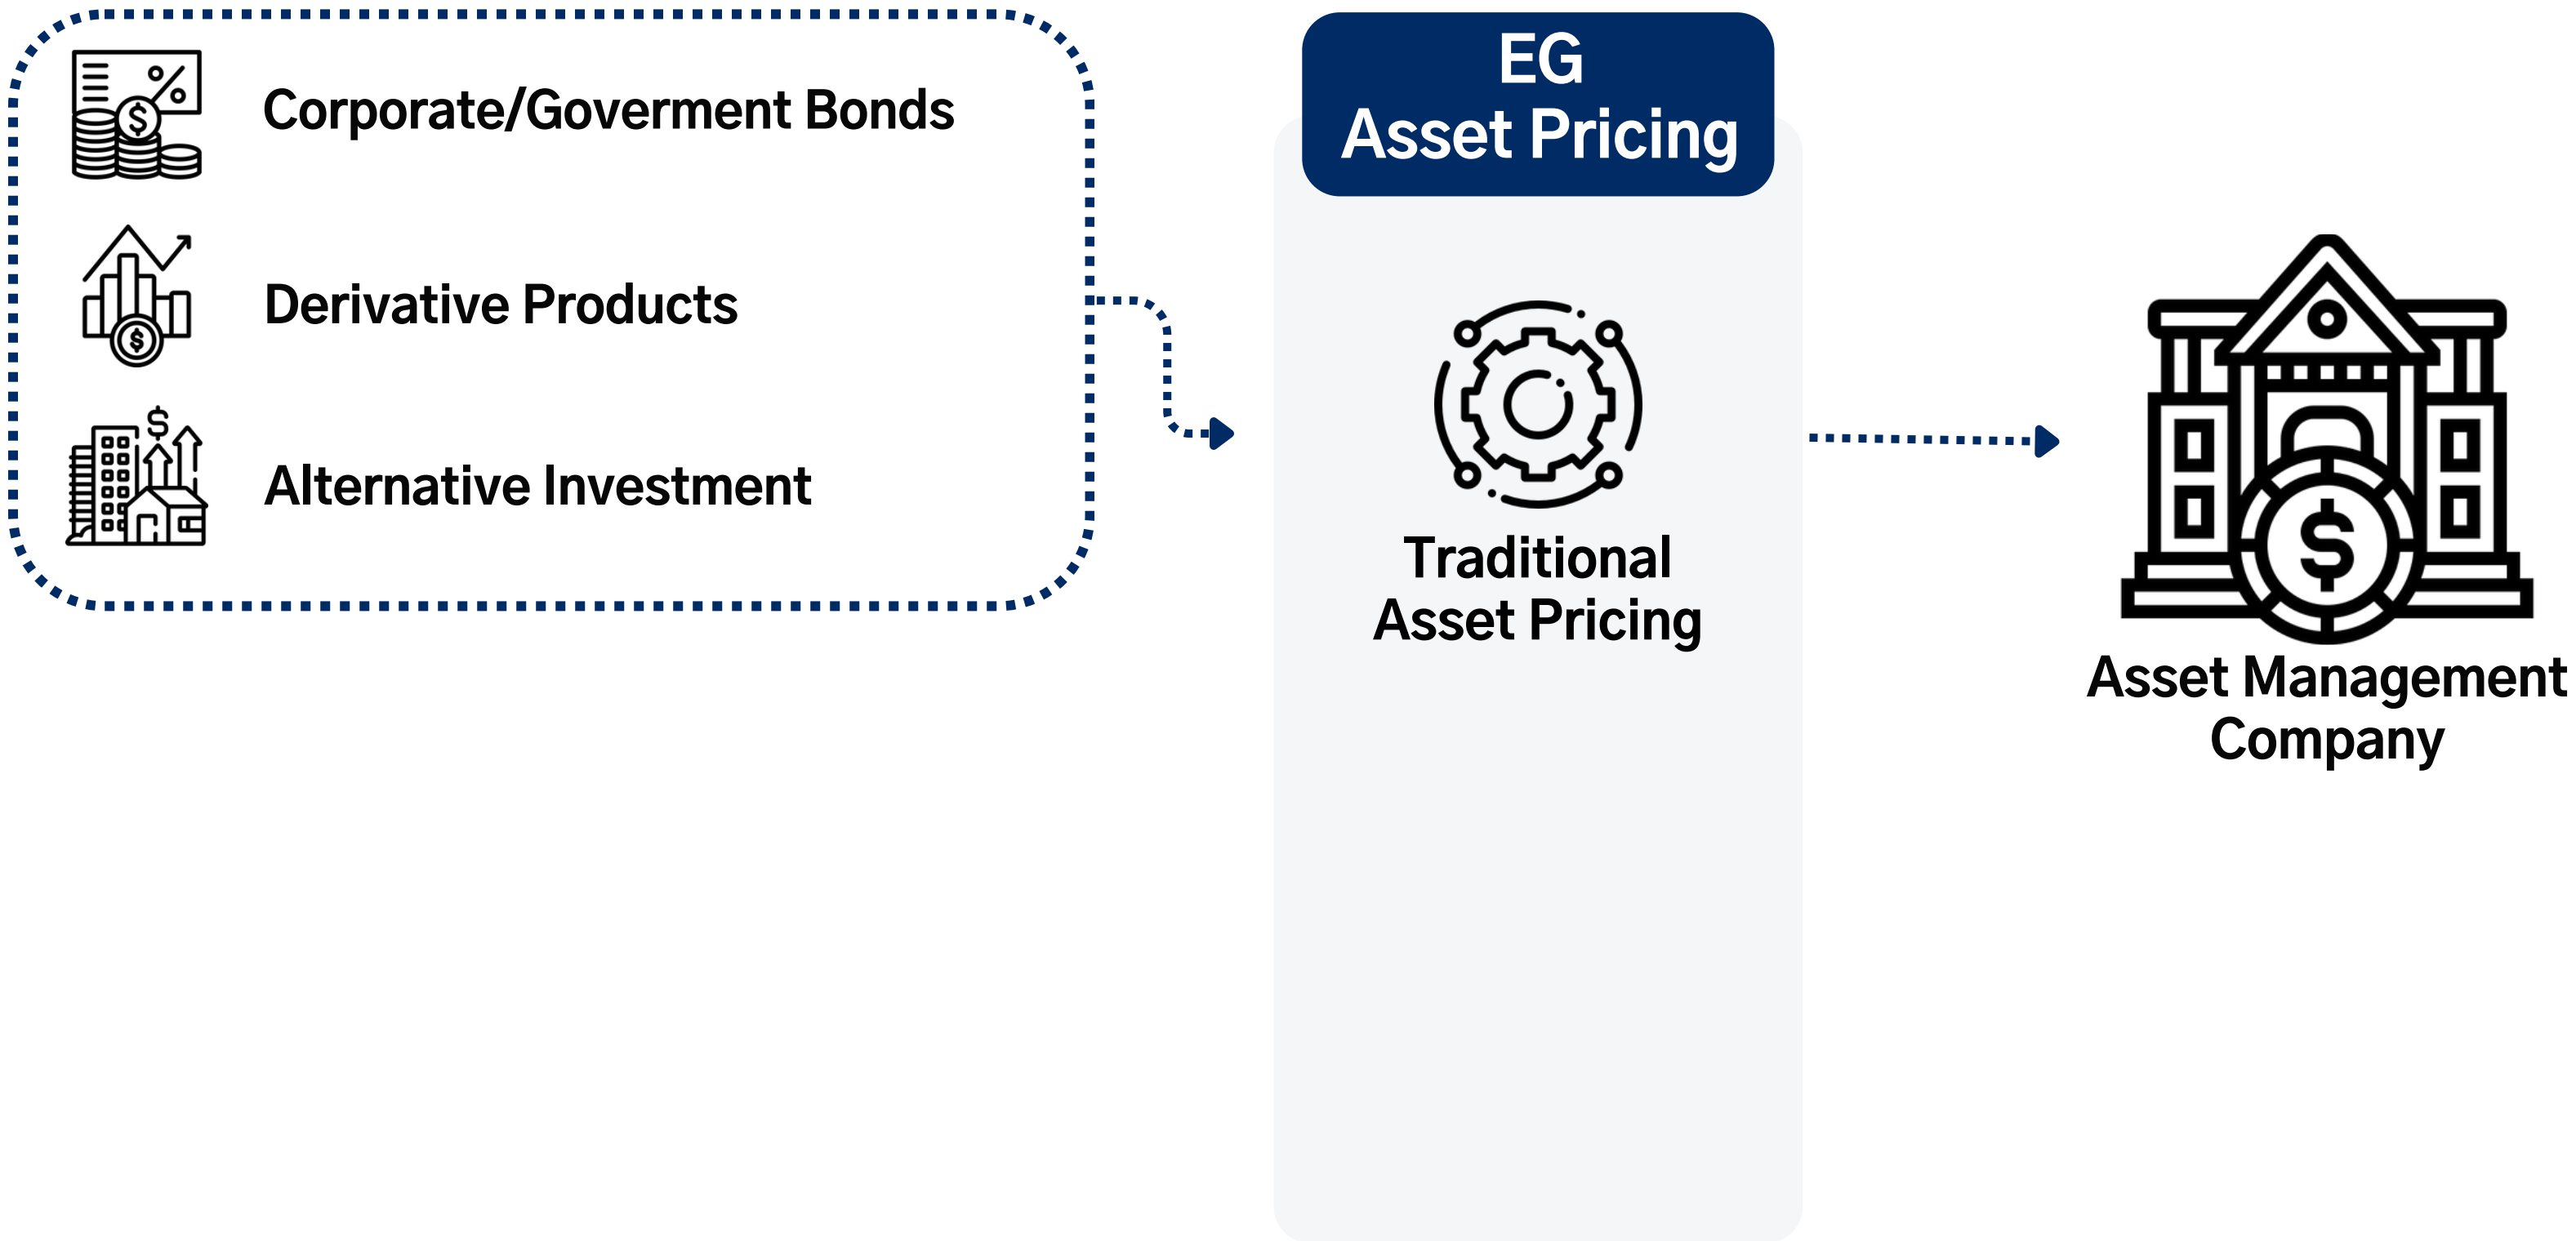 Corporate/Goverment Bonds
Derivative Products
Alternative Investment
EG
Asset Pricing
Traditional
Asset Pricing
Asset Management
Company